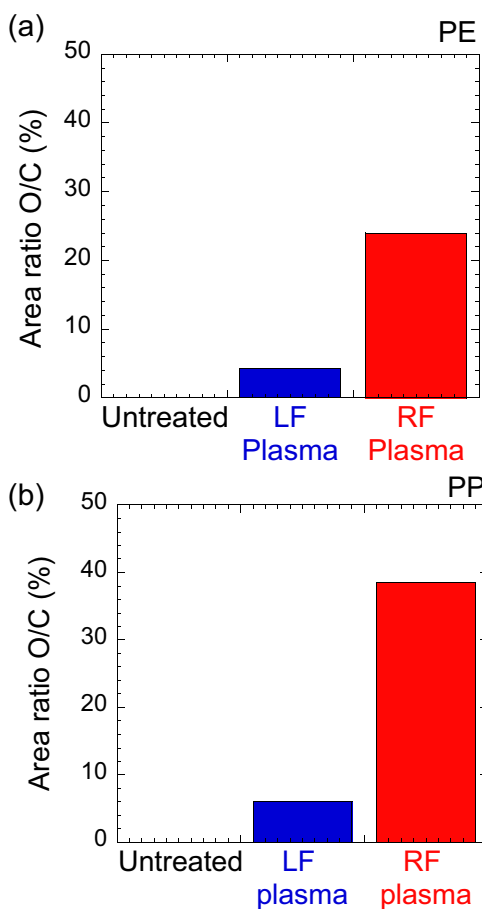 (a)
PE
Area ratio O/C (%)
50
40
30
20
10
0
Untreated
LF
Plasma
RF
Plasma
(b)
PP
Area ratio O/C (%)
50
40
30
20
10
0
Untreated
LF
plasma
RF
plasma